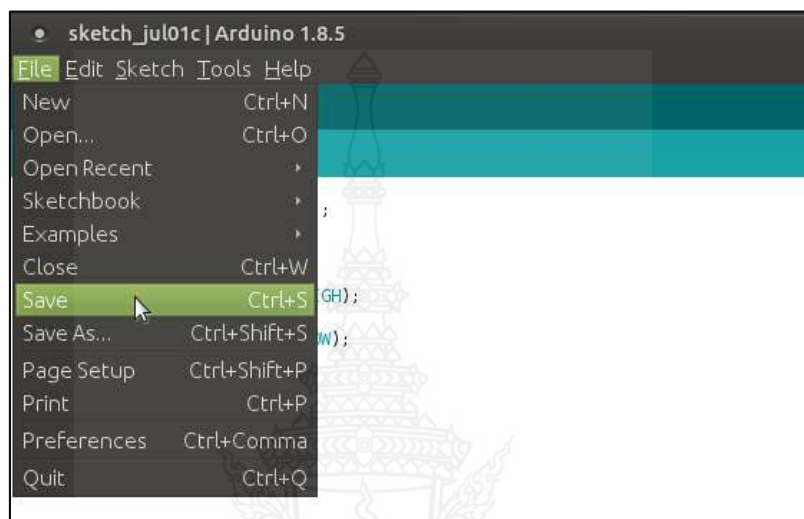 sketch_jul01c | Arduino 1.8.5
File Edit Sketch Tools Help
New Ctrl+N
Open... Ctrl+O
Open Recent
Sketchbook
Examples
Close Ctrl+W
Save Ctrl+S
Save As... Ctrl+Shift+S
Page Setup Ctrl+Shift+P
Print Ctrl+P
Preferences Ctrl+Comma
Quit Ctrl+Q
;
GH);
OW);